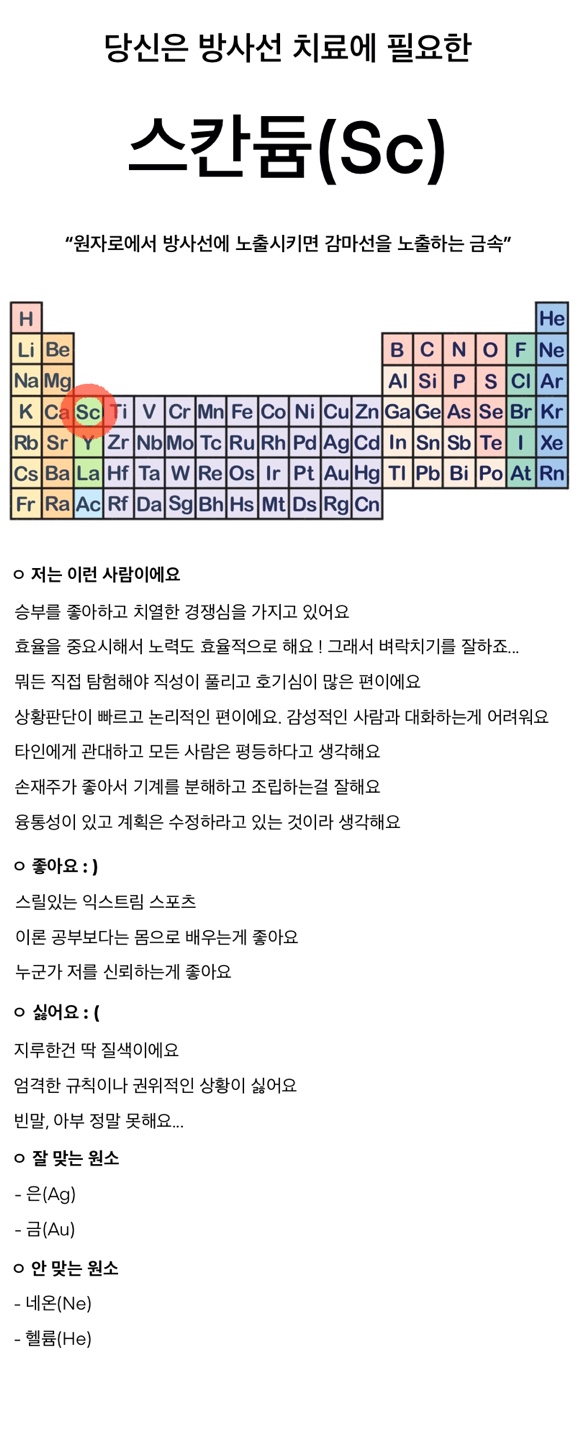 당신은 방사선 치료에 필요한
스칸듐(Sc)
“원자로에서 방사선에 노출시키면 감마선을 노출하는 금속”
H He
Li Be B C N O F Ne
Na Mg Al Si P S Cl Ar
K Ca Sc Ti V Cr Mn Fe Co Ni Cu Zn Ga Ge As Se Br Kr
Rb Sr Y Zr Nb Mo Tc Ru Rh Pd Ag Cd In Sn Sb Te I Xe
Cs Ba La Hf Ta W Re Os Ir Pt Au Hg Tl Pb Bi Po At Rn
Fr Ra Ac Rf Da Sg Bh Hs Mt Ds Rg Cn
ㅇ 저는 이런 사람이에요
승부를 좋아하고 치열한 경쟁심을 가지고 있어요
효율을 중요시해서 노력도 효율적으로 해요 ! 그래서 벼락치기를 잘하죠...
뭐든 직접 탐험해야 직성이 풀리고 호기심이 많은 편이에요
상황판단이 빠르고 논리적인 편이에요. 감성적인 사람과 대화하는게 어려워요
타인에게 관대하고 모든 사람은 평등하다고 생각해요
손재주가 좋아서 기계를 분해하고 조립하는걸 잘해요
융통성이 있고 계획은 수정하라고 있는 것이라 생각해요
ㅇ 좋아요 : )
스릴있는 익스트림 스포츠
이론 공부보다는 몸으로 배우는게 좋아요
누군가 저를 신뢰하는게 좋아요
ㅇ 싫어요 : (
지루한건 딱 질색이에요
엄격한 규칙이나 권위적인 상황이 싫어요
빈말, 아부 정말 못해요...
ㅇ 잘 맞는 원소
- 은(Ag)
- 금(Au)
ㅇ 안 맞는 원소
- 네온(Ne)
- 헬륨(He)